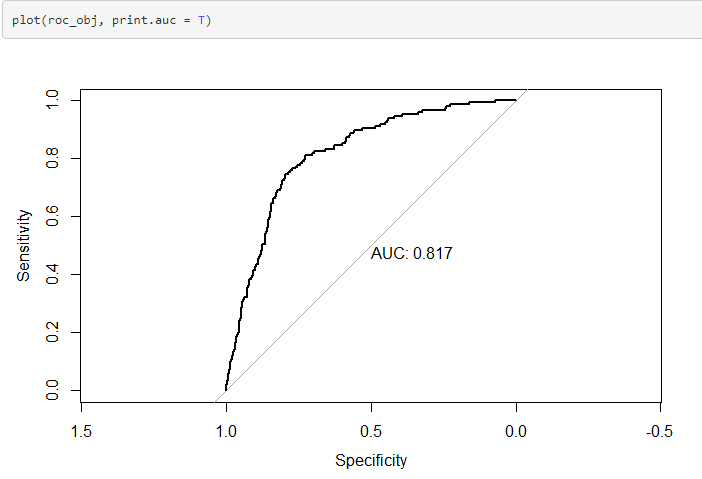 plot(roc_obj, print.auc = T)
1.0
0.8
0.6
0.4
0.2
0.0
Sensitivity
AUC: 0.817
1.5 1.0 0.5 0.0 -0.5
Specificity